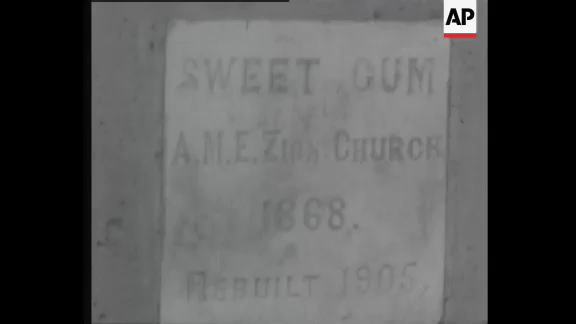 AP
SWEET GUM
A.M.E. Zion CHURCH
1868.
REBUILT 1905.